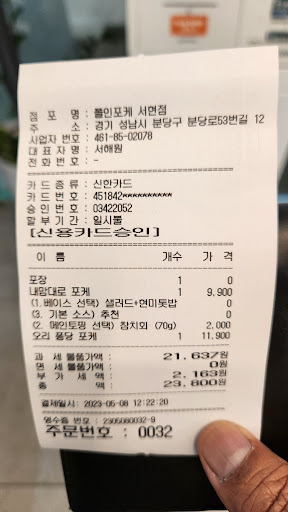 점 포 명 : 폴인포케 서현점
주 소 : 경기 성남시 분당구 분당로53번길 12
사업자 번호 : 461-85-02078
대 표 자 명 : 서해원
전 화 번 호 : -
카 드 종 류 : 신한카드
카 드 번 호 : 451842**********
승 인 번 호 : 03422052
할 부 기 간 : 일시불
[신용카드승인]
이 름 개수 가 격
포장 1 0
내맘대로 포케 1 9,900
(1.베이스 선택) 샐러드+현미톳밥 0
(3. 기본 소스) 추천 0
(2. 메인토핑 선택) 참치회 (70g) 2,000
오리 퐁당 포케 1 11,900
과 세 물품가액 : 21,637원
면 세 물품가액 : 0원
부 가 세 액 : 2,163원
총 액 : 23,800원
결제일시: 2023-05-08 12:22:20
영수증 번호 : 2305080032-9
주문번호 : 0032